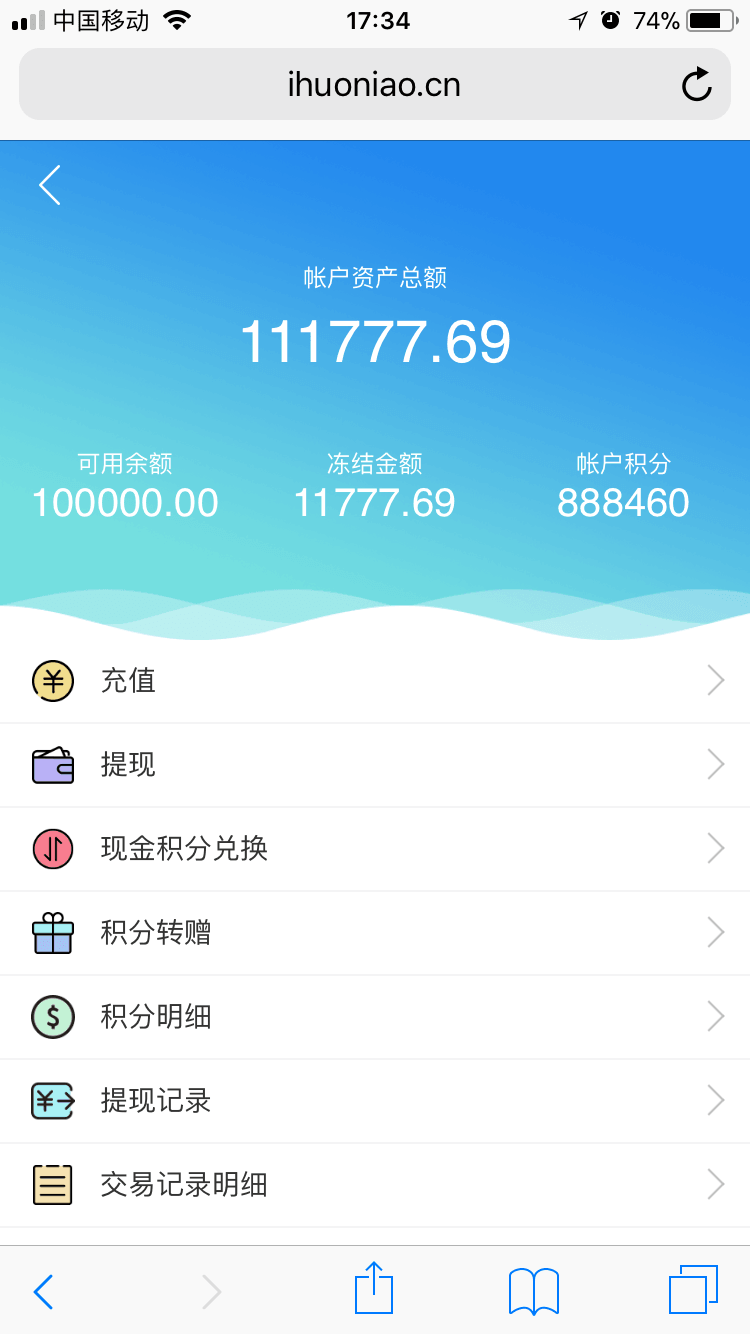 中国移动 17:34 74%
ihuoniao.cn
帐户资产总额
111777.69
可用余额 冻结金额 帐户积分
100000.00 11777.69 888460
充值
提现
现金积分兑换
积分转赠
积分明细
提现记录
交易记录明细